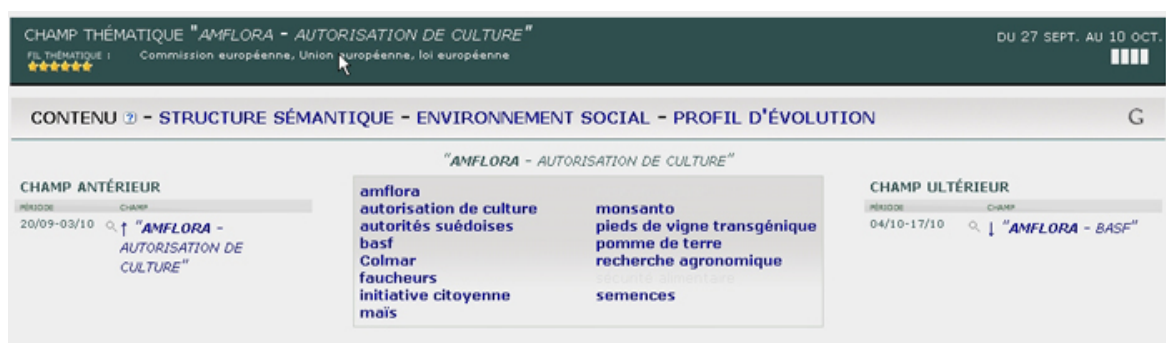 CHAMP THÉMATIQUE "AMFLORA - AUTORISATION DE CULTURE"
DU 27 SEPT. AU 10 OCT.
FIL THÉMATIQUE : Commission européenne, Union européenne, loi européenne
CONTENU ? - STRUCTURE SÉMANTIQUE - ENVIRONNEMENT SOCIAL - PROFIL D'ÉVOLUTION
G
"AMFLORA - AUTORISATION DE CULTURE"
CHAMP ANTÉRIEUR
PÉRIODE CHAMP
20/09-03/10 ↑ "AMFLORA -
AUTORISATION DE
CULTURE"
amflora
autorisation de culture
autorités suédoises
basf
Colmar
faucheurs
initiative citoyenne
maïs
monsanto
pieds de vigne transgénique
pomme de terre
recherche agronomique
sécurité alimentaire
semences
CHAMP ULTÉRIEUR
PÉRIODE CHAMP
04/10-17/10 ↓ "AMFLORA - BASF"